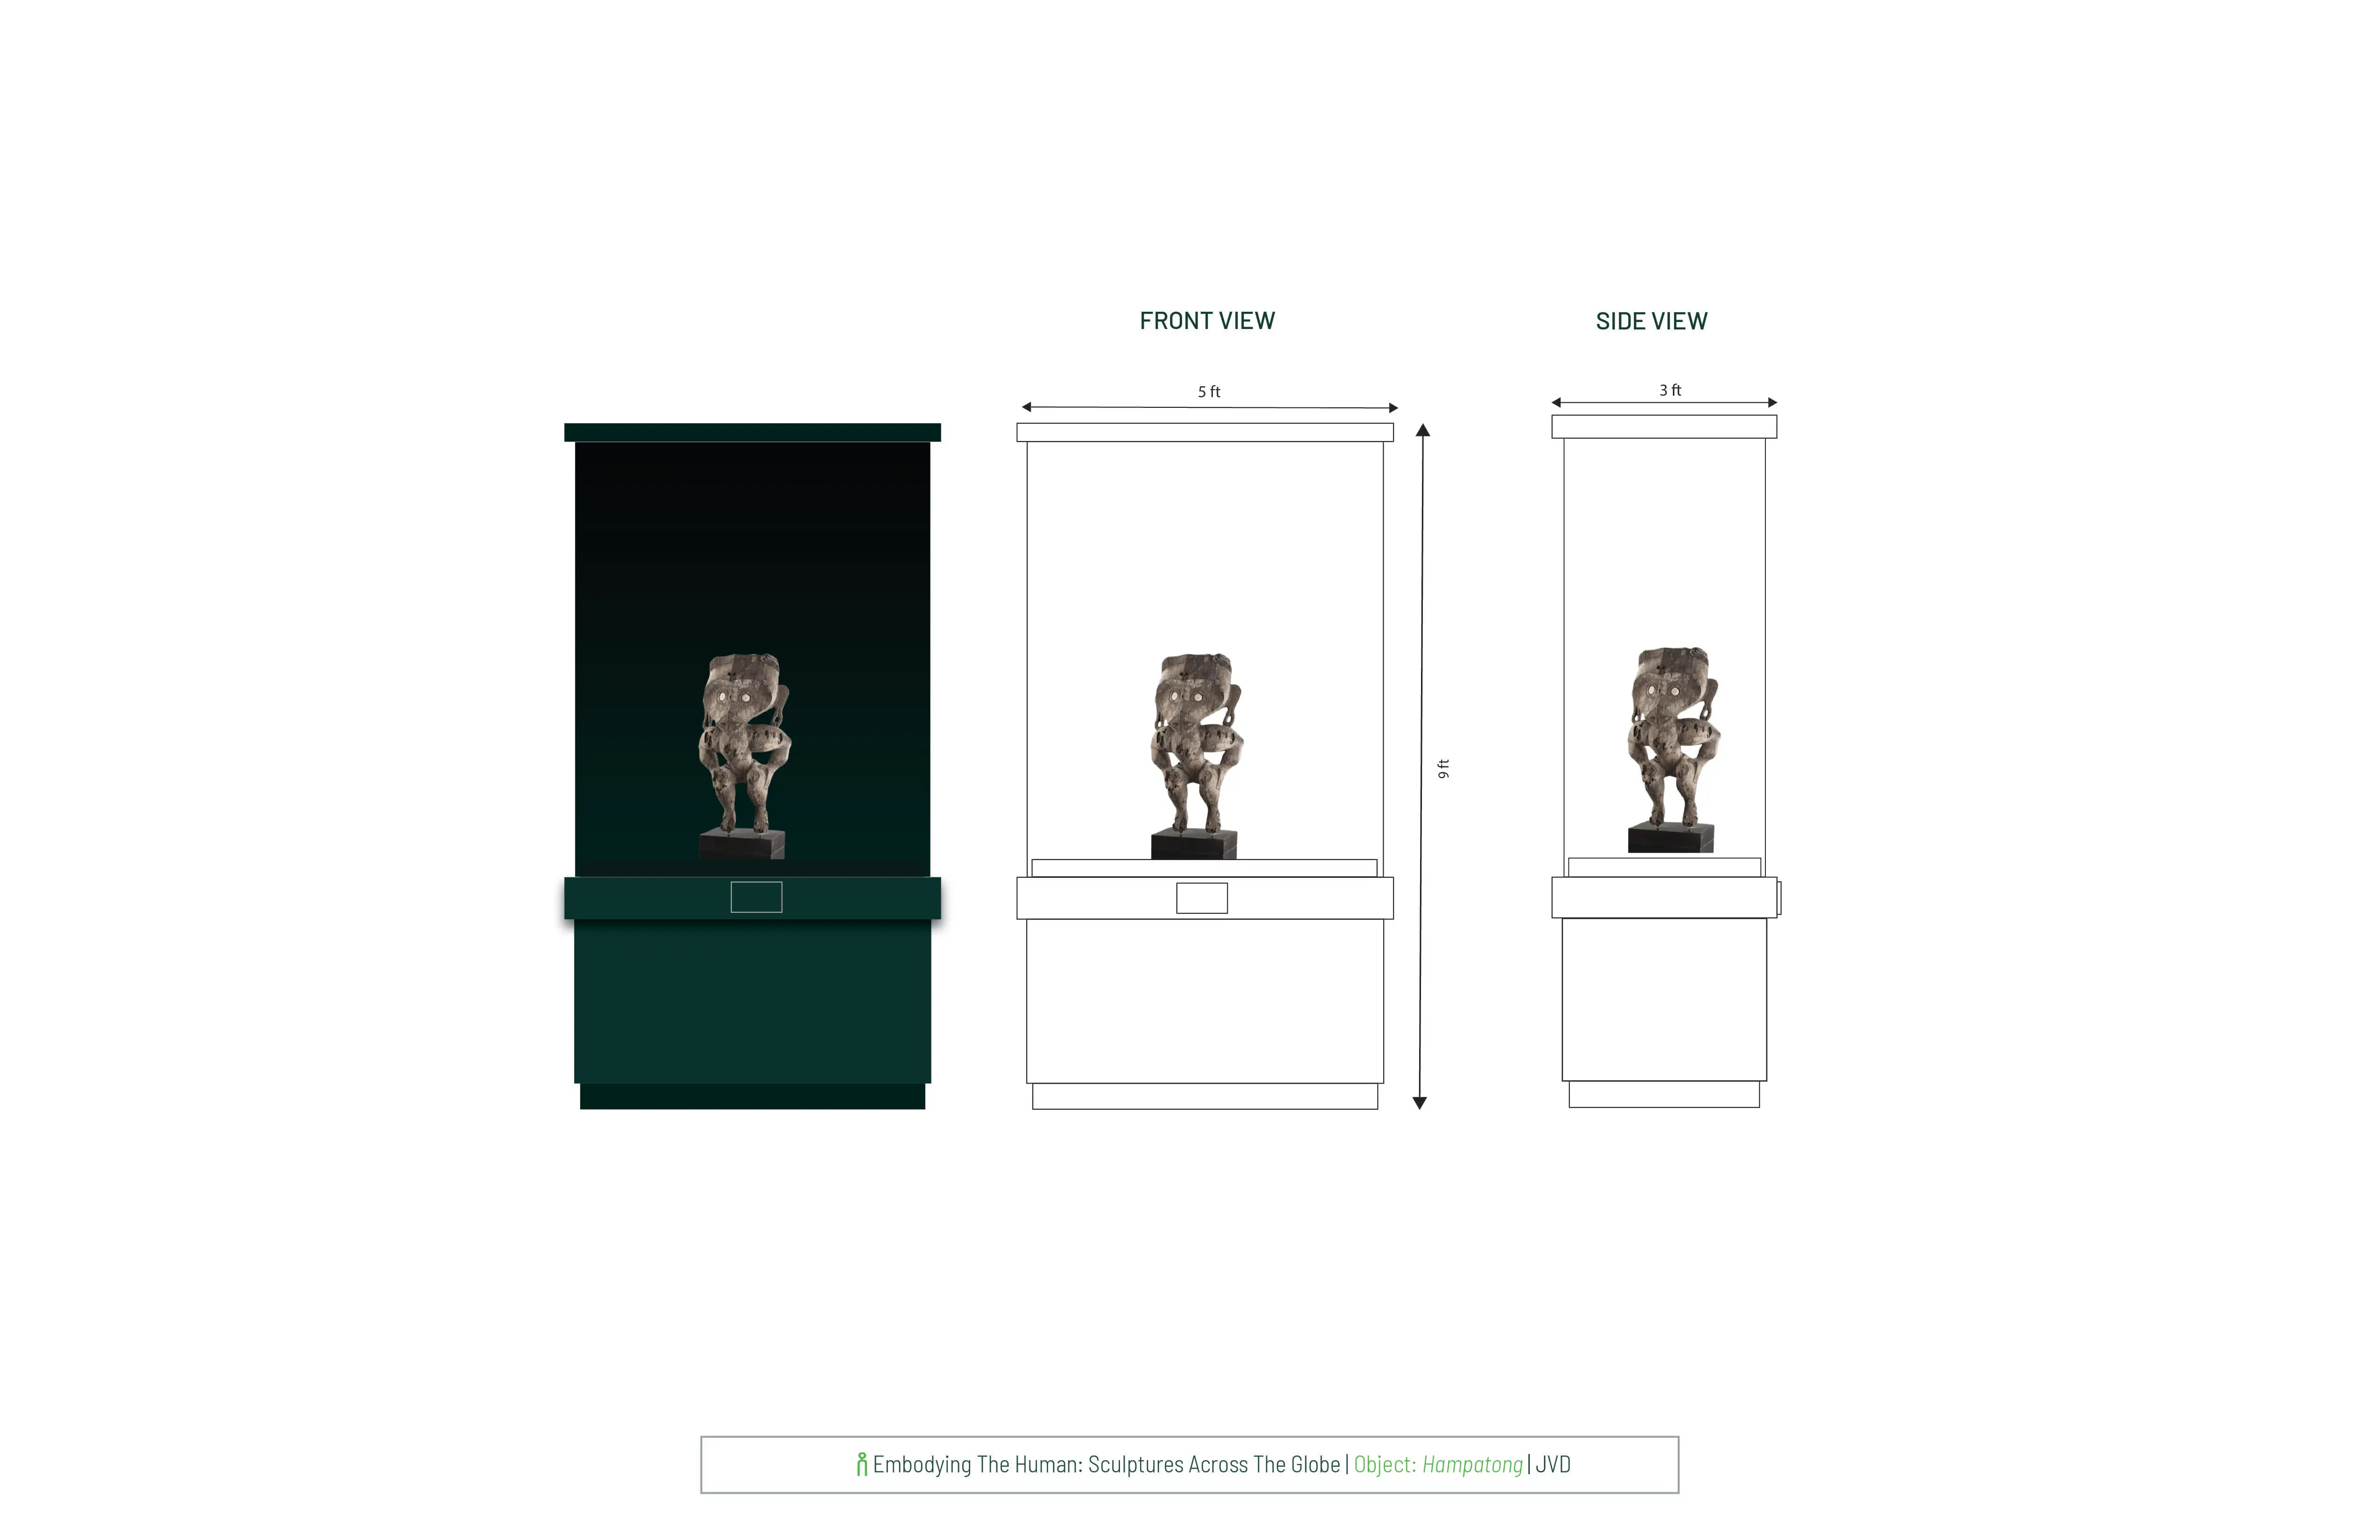 FRONT VIEW
SIDE VIEW
5 ft
3 ft
9 ft
Embodying The Human: Sculptures Across The Globe | Object: Hampatong | JVD